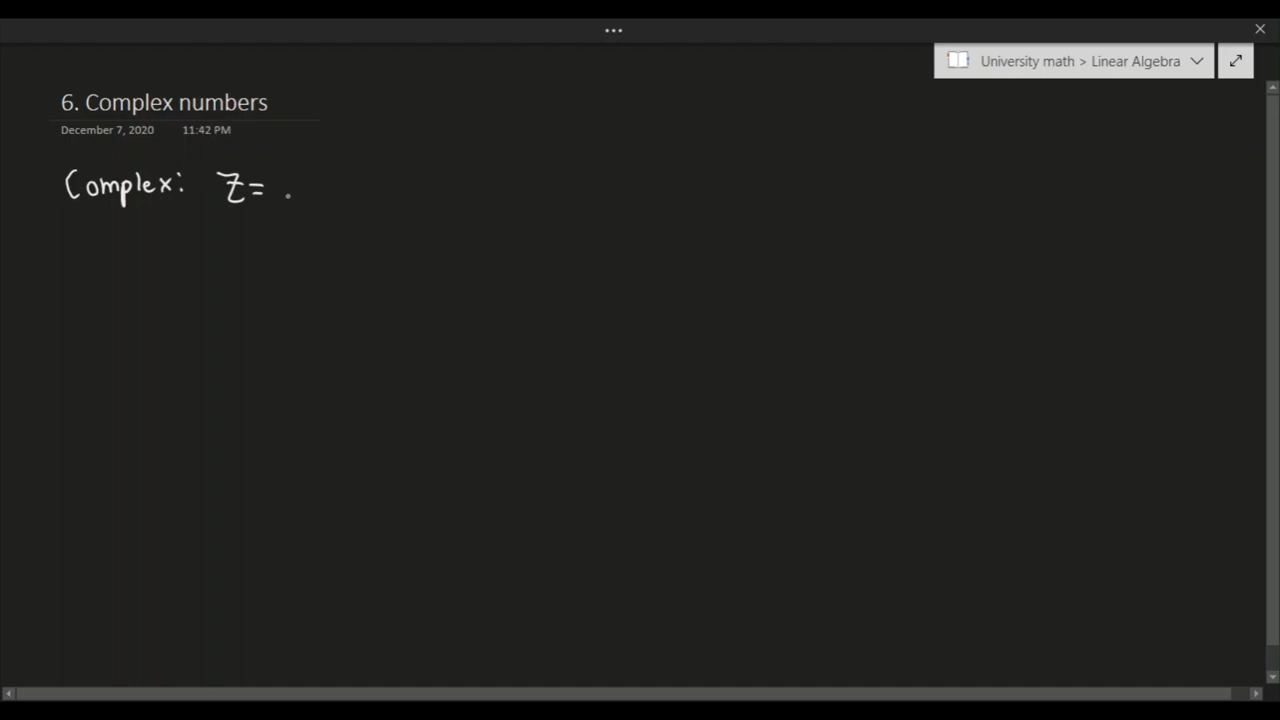 University math > Linear Algebra
6. Complex numbers
December 7, 2020 11:42 PM
Complex: Z=